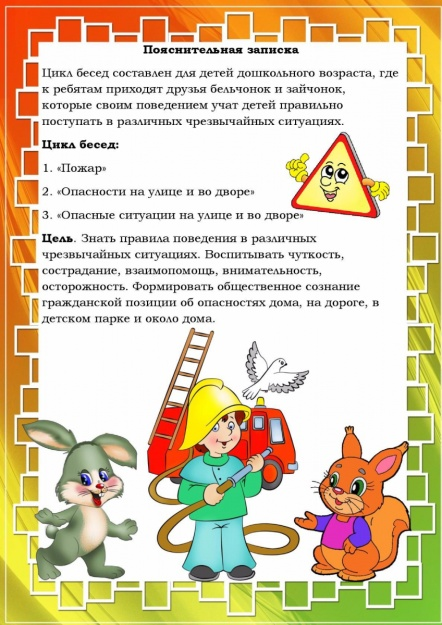 Пояснительная записка
Цикл бесед составлен для детей дошкольного возраста, где
к ребятам приходят друзья бельчонок и зайчонок,
которые своим поведением учат детей правильно
поступать в различных чрезвычайных ситуациях.
Цикл бесед:
1. «Пожар»
2. «Опасности на улице и во дворе»
3. «Опасные ситуации на улице и во дворе»
Цель. Знать правила поведения в различных
чрезвычайных ситуациях. Воспитывать чуткость,
сострадание, взаимопомощь, внимательность,
осторожность. Формировать общественное сознание
гражданской позиции об опасностях дома, на дороге, в
детском парке и около дома.